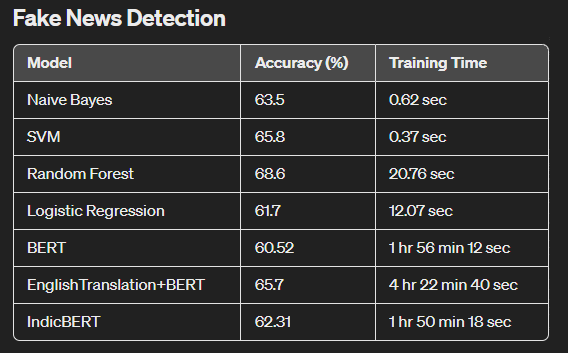 Fake News Detection
Model Accuracy (%) Training Time
Naive Bayes 63.5 0.62 sec
SVM 65.8 0.37 sec
Random Forest 68.6 20.76 sec
Logistic Regression 61.7 12.07 sec
BERT 60.52 1 hr 56 min 12 sec
EnglishTranslation+BERT 65.7 4 hr 22 min 40 sec
IndicBERT 62.31 1 hr 50 min 18 sec